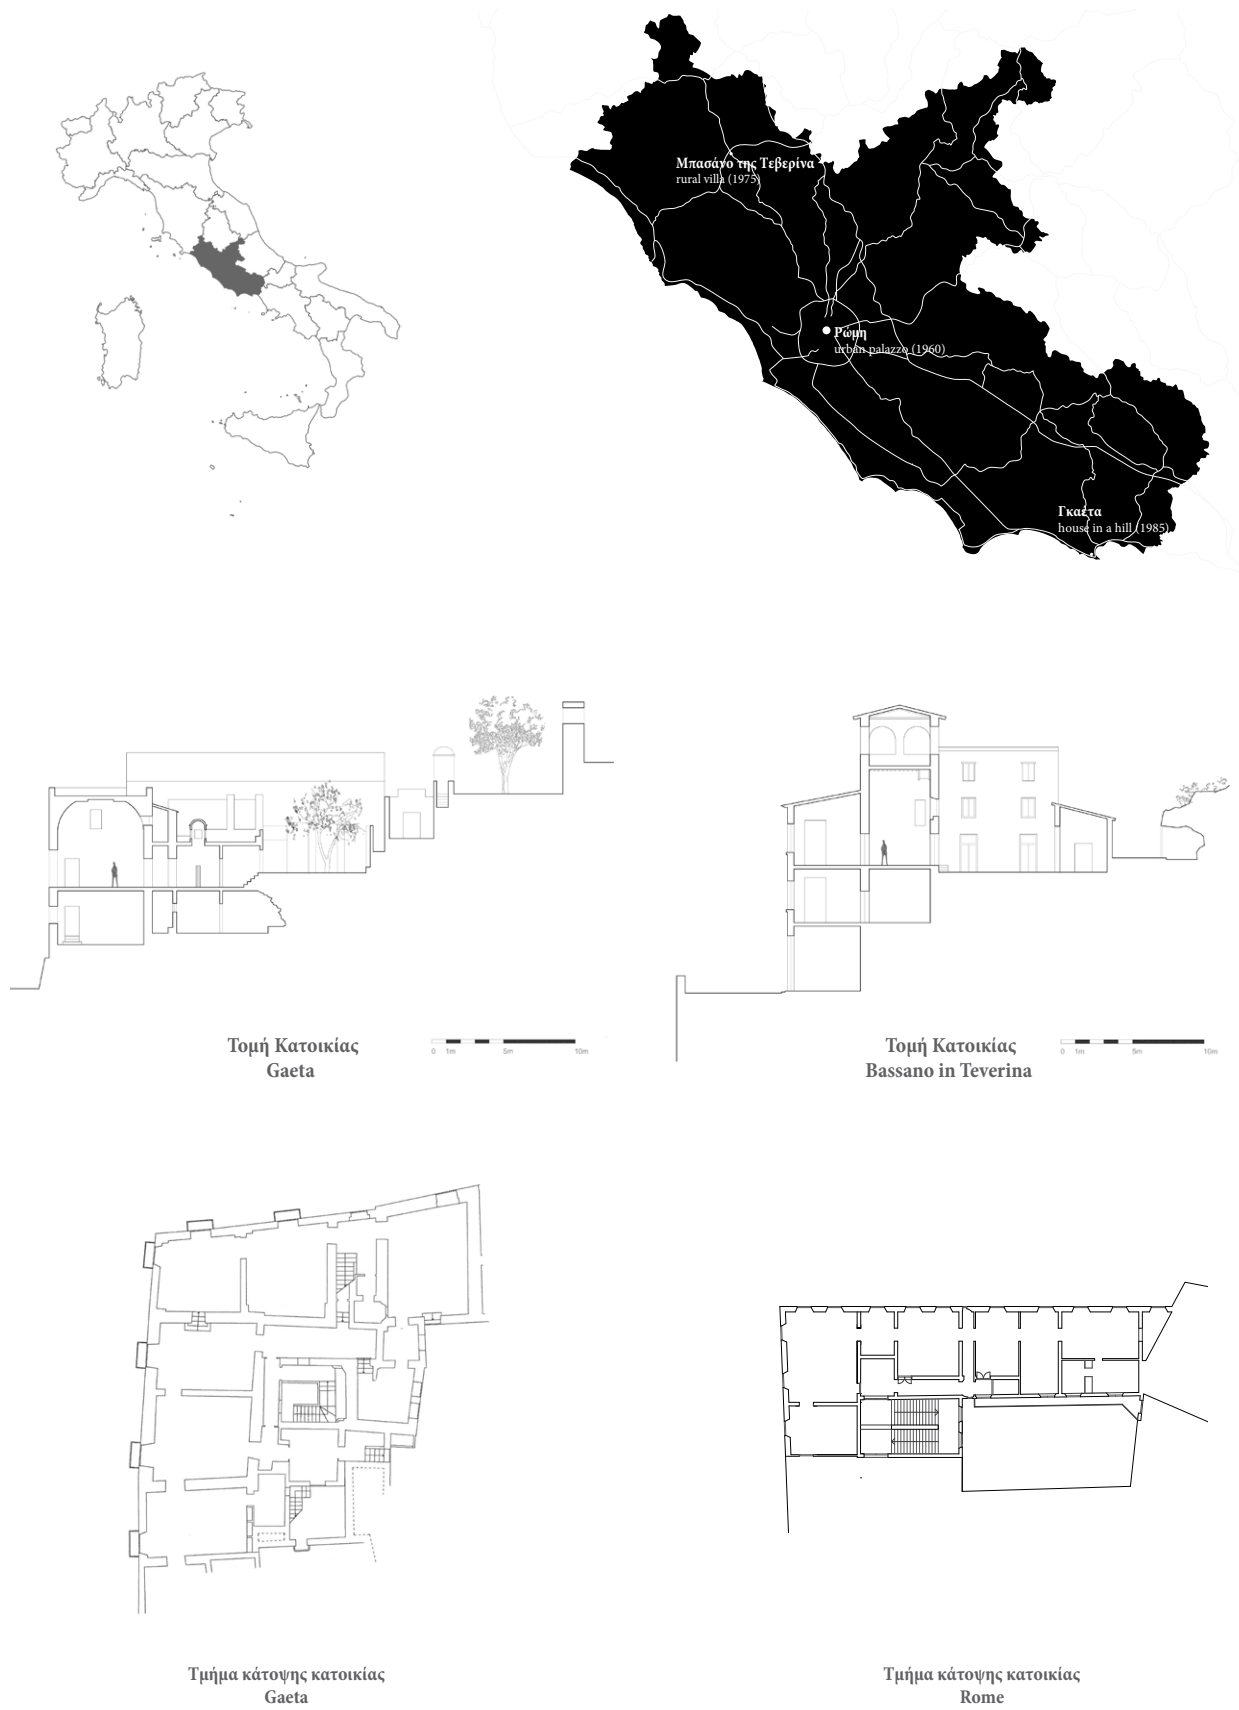 Μπασάνο της Τεβερίνα
rural villa (1975)
Ρώμη
urban palazzo (1960)
Γκαέτα
house in a hill (1985)
Τομή Κατοικίας
Gaeta
0 1m 5m 10m
Τομή Κατοικίας
Bassano in Teverina
0 1m 5m 10m
Τμήμα κάτοψης κατοικίας
Gaeta
Τμήμα κάτοψης κατοικίας
Rome